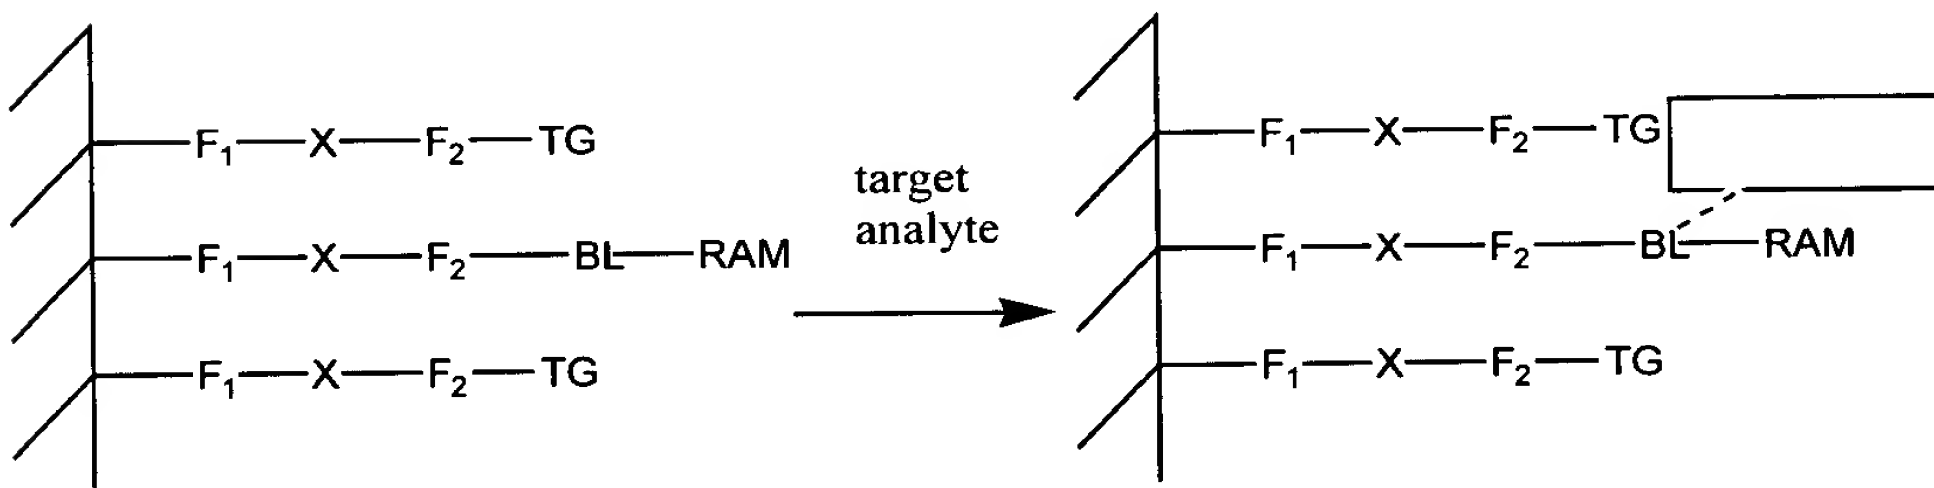 F₁—X—F₂—TG
F₁—X—F₂—BL—RAM
F₁—X—F₂—TG
target
analyte
F₁—X—F₂—TG
F₁—X—F₂—BL—RAM
F₁—X—F₂—TG